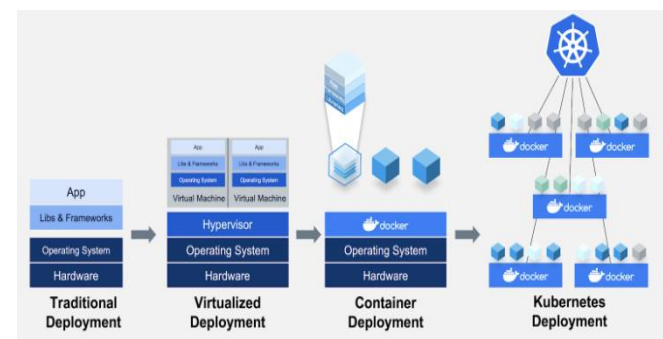 App
Libs & Frameworks
Operating System
Hardware
Traditional
Deployment
App
Libs & Frameworks
Operating System
Virtual Machine
App
Libs & Frameworks
Operating System
Virtual Machine
Hypervisor
Operating System
Hardware
Virtualized
Deployment
App
docker
Operating System
Hardware
Container
Deployment
docker
docker
docker
docker
docker
Kubernetes
Deployment